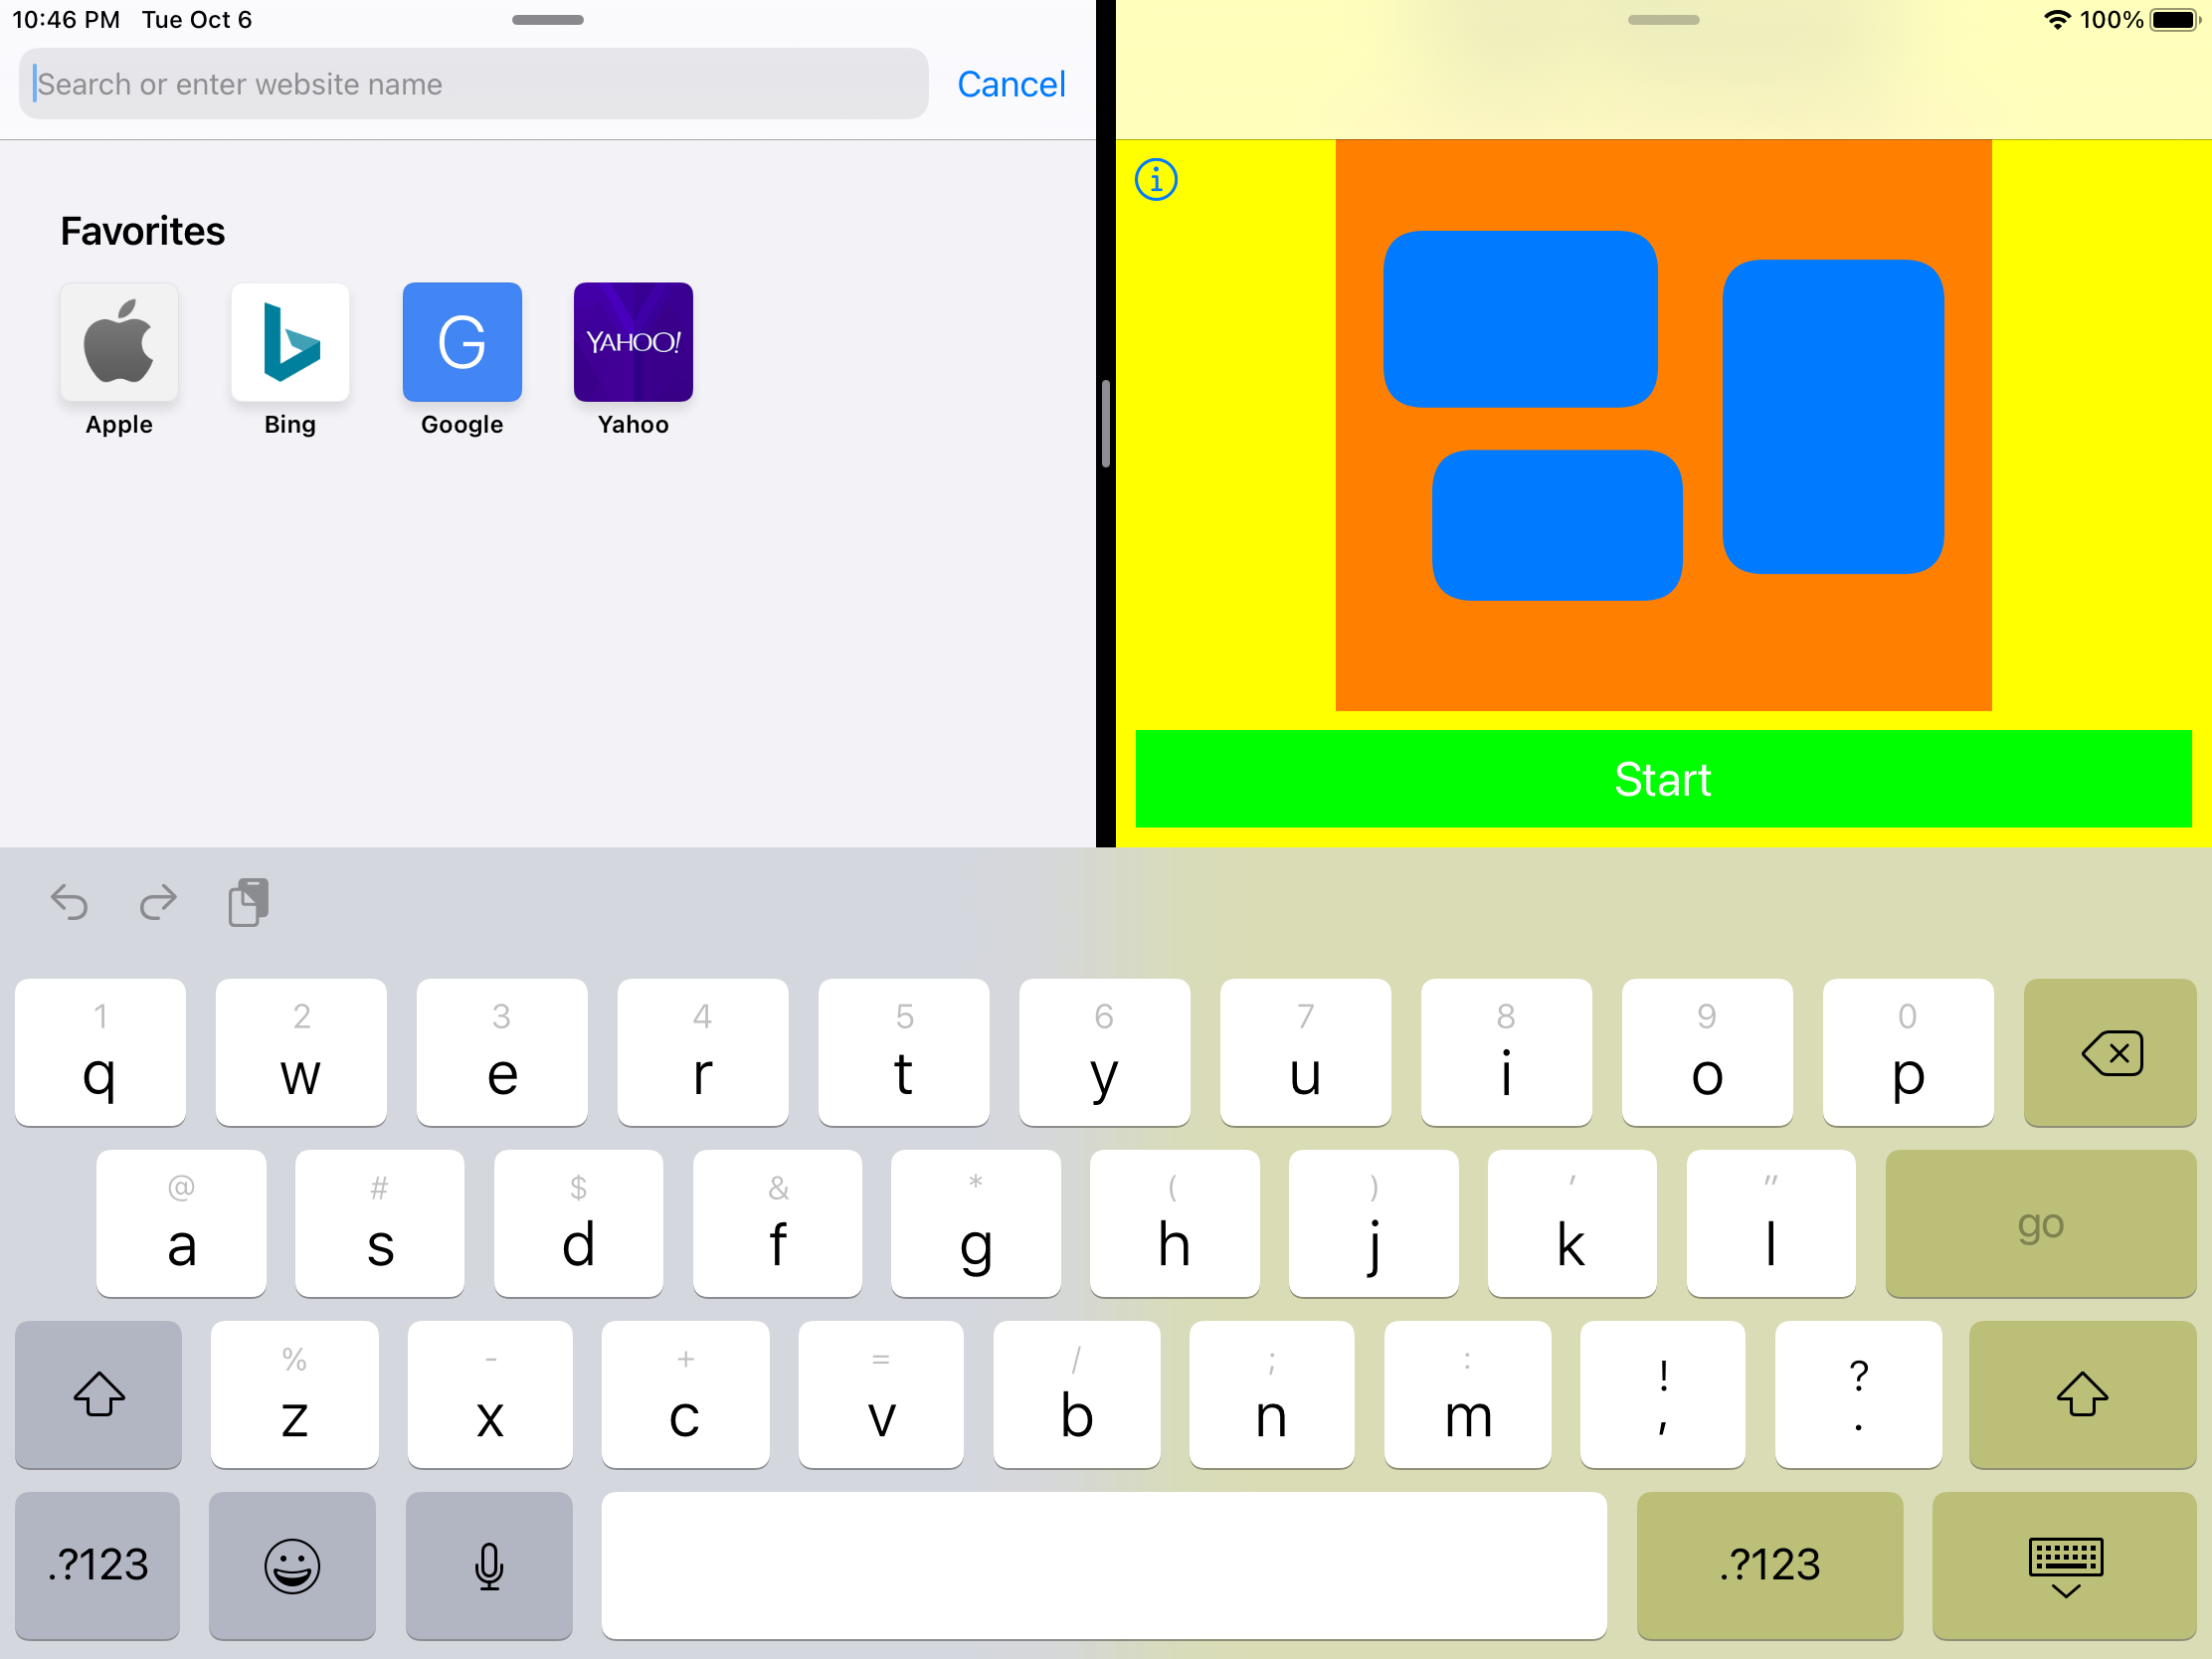 10:46 PM Tue Oct 6
100%
Search or enter website name
Cancel
Favorites
YAHOO!
Apple
Bing
Google
Yahoo
Start
1 2 3 4 5 6 7 8 9 0
q w e r t y u i o p
@ # $ & * ( ) ' "
a s d f g h j k l
go
% - + = / ; : ! ?
z x c v b n m , .
.?123
.?123